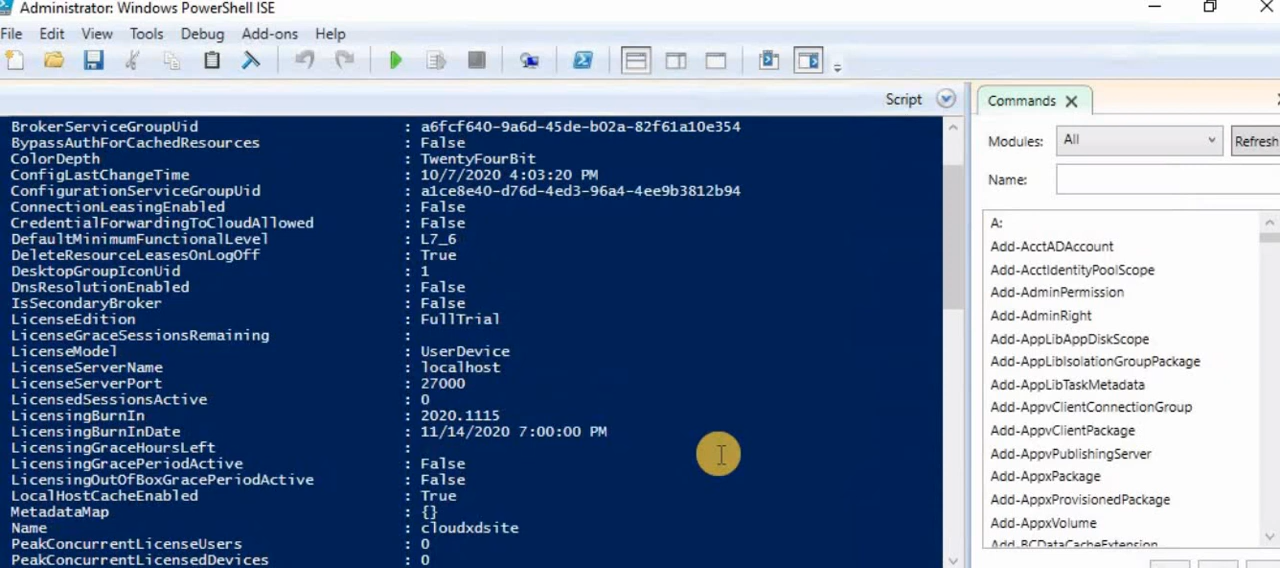 Administrator: Windows PowerShell ISE
File Edit View Tools Debug Add-ons Help
Script
BrokerServiceGroupUid : a6fcf640-9a6d-45de-b02a-82f61a10e354
BypassAuthForCachedResources : False
ColorDepth : TwentyFourBit
ConfigLastChangeTime : 10/7/2020 4:03:20 PM
ConfigurationServiceGroupUid : a1ce8e40-d76d-4ed3-96a4-4ee9b3812b94
ConnectionLeasingEnabled : False
CredentialForwardingToCloudAllowed : False
DefaultMinimumFunctionalLevel : L7_6
DeleteResourceLeasesOnLogOff : True
DesktopGroupIconUid : 1
DnsResolutionEnabled : False
IsSecondaryBroker : False
LicenseEdition : FullTrial
LicenseGraceSessionsRemaining :
LicenseModel : UserDevice
LicenseServerName : localhost
LicenseServerPort : 27000
LicensedSessionsActive : 0
LicensingBurnIn : 2020.1115
LicensingBurnInDate : 11/14/2020 7:00:00 PM
LicensingGraceHoursLeft :
LicensingGracePeriodActive : False
LicensingOutOfBoxGracePeriodActive : False
LocalHostCacheEnabled : True
MetadataMap : {}
Name : cloudxdsite
PeakConcurrentLicenseUsers : 0
PeakConcurrentLicensedDevices : 0
Commands
Modules: All Refresh
Name:
A:
Add-AcctADAccount
Add-AcctIdentityPoolScope
Add-AdminPermission
Add-AdminRight
Add-AppLibAppDiskScope
Add-AppLibIsolationGroupPackage
Add-AppLibTaskMetadata
Add-AppvClientConnectionGroup
Add-AppvClientPackage
Add-AppvPublishingServer
Add-AppxPackage
Add-AppxProvisionedPackage
Add-AppxVolume
Add-BCDataCacheExtension